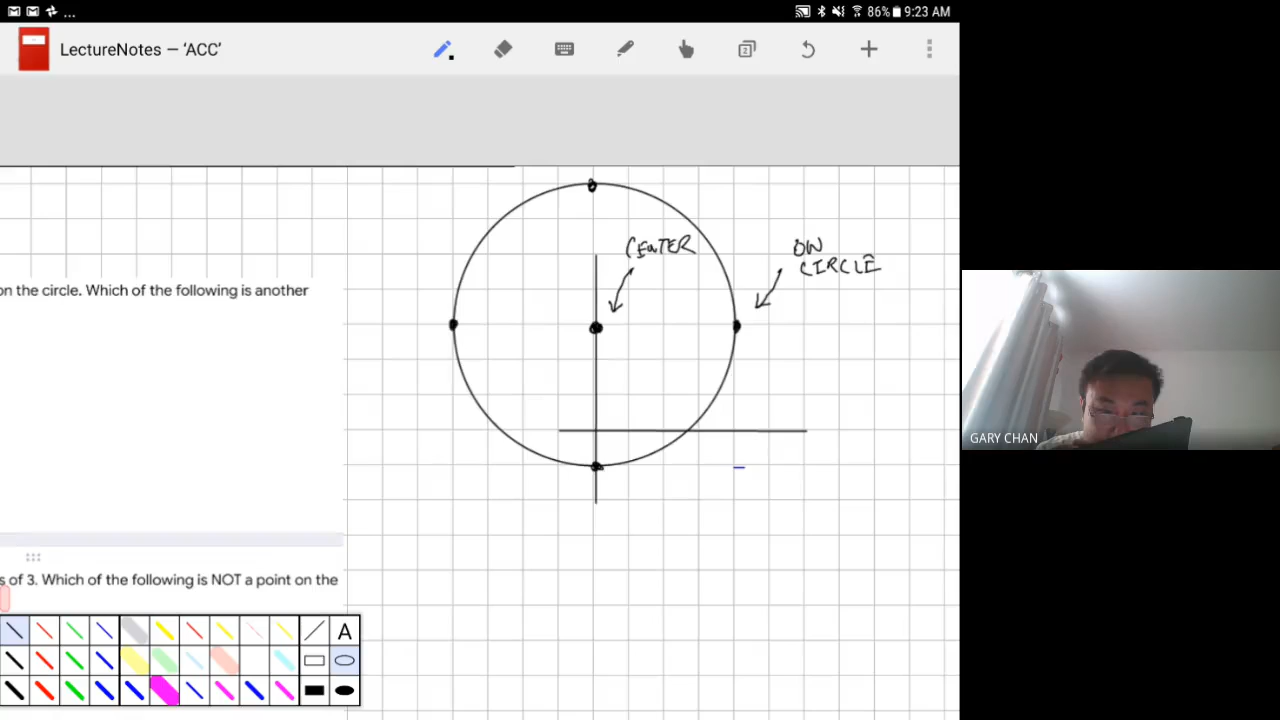 ... 86% 9:23 AM
LectureNotes – ‘ACC’
2
CENTER
ON
CIRCLE
on the circle. Which of the following is another
GARY CHAN
s of 3. Which of the following is NOT a point on the
A